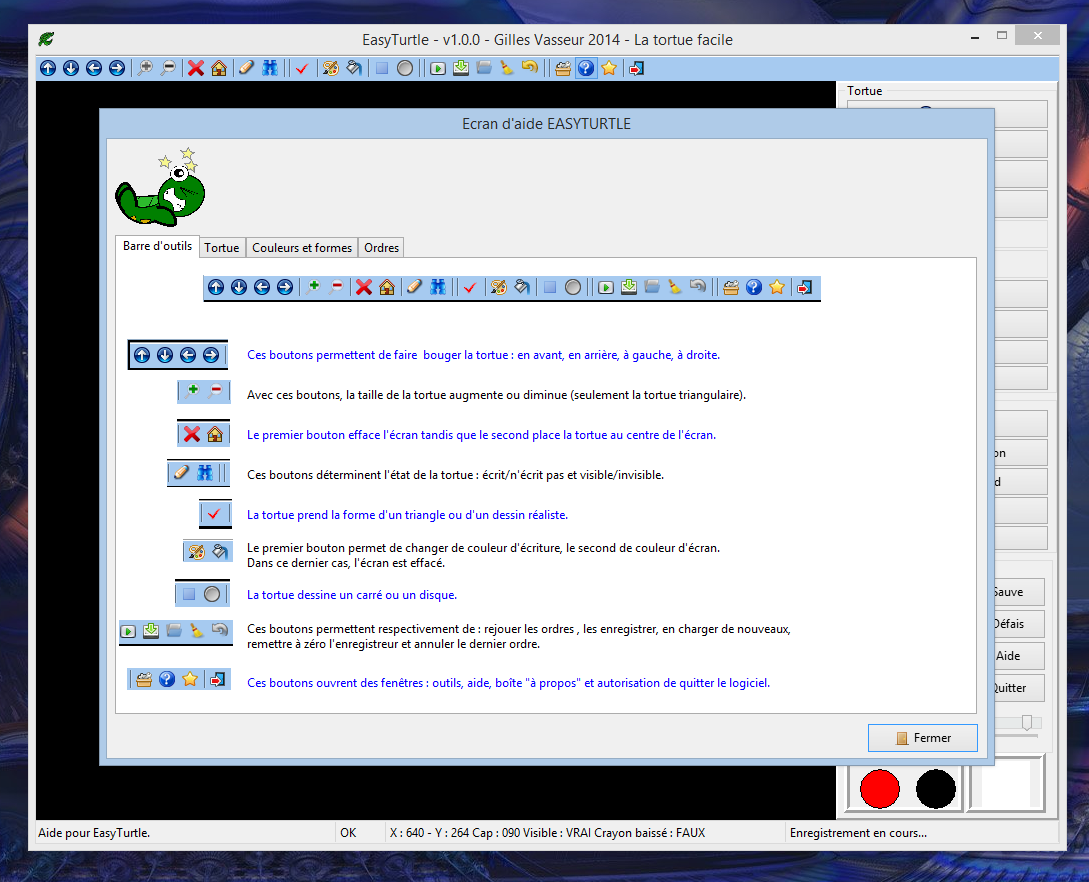 EasyTurtle - v1.0.0 - Gilles Vasseur 2014 - La tortue facile
Tortue
Ecran d'aide EASYTURTLE
Barre d'outils
Tortue
Couleurs et formes
Ordres
Ces boutons permettent de faire  bouger la tortue : en avant, en arrière, à gauche, à droite.
Avec ces boutons, la taille de la tortue augmente ou diminue (seulement la tortue triangulaire).
Le premier bouton efface l'écran tandis que le second place la tortue au centre de l'écran.
Ces boutons déterminent l'état de la tortue : écrit/n'écrit pas et visible/invisible.
La tortue prend la forme d'un triangle ou d'un dessin réaliste.
Le premier bouton permet de changer de couleur d'écriture, le second de couleur d'écran.
Dans ce dernier cas, l'écran est effacé.
La tortue dessine un carré ou un disque.
Ces boutons permettent respectivement de : rejouer les ordres , les enregistrer, en charger de nouveaux,
remettre à zéro l'enregistreur et annuler le dernier ordre.
Ces boutons ouvrent des fenêtres : outils, aide, boîte "à propos" et autorisation de quitter le logiciel.
on
d
Sauve
Défais
Aide
Quitter
Fermer
Aide pour EasyTurtle.
OK
X : 640 - Y : 264 Cap : 090 Visible : VRAI Crayon baissé : FAUX
Enregistrement en cours...